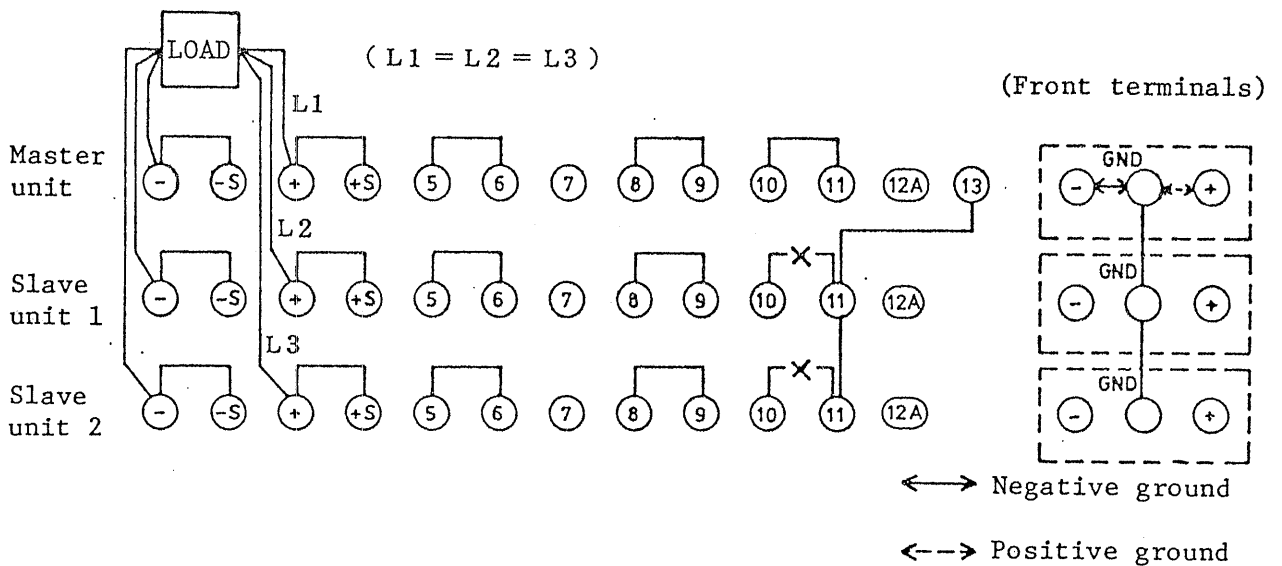 LOAD
( L1 = L2 = L3 )
(Front terminals)
L1
Master
unit
- -S + +S 5 6 7 8 9 10 11 12A 13
GND
- +
L2
Slave
unit 1
- -S + +S 5 6 7 8 9 10 11 12A
GND
- +
L3
Slave
unit 2
- -S + +S 5 6 7 8 9 10 11 12A
GND
- +
Negative ground
Positive ground